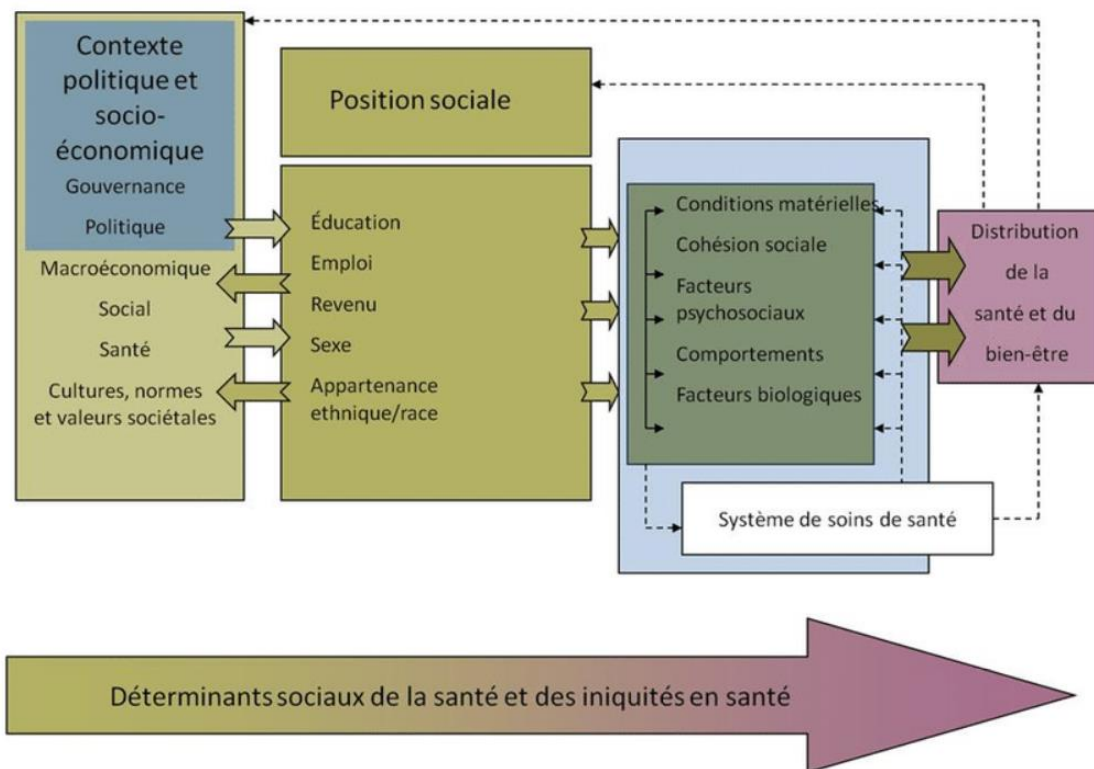 Contexte
politique et
socio-
économique
Gouvernance
Politique
Macroéconomique
Social
Santé
Cultures, normes
et valeurs sociétales
Position sociale
Éducation
Emploi
Revenu
Sexe
Appartenance
ethnique/race
Conditions matérielles
Cohésion sociale
Facteurs
psychosociaux
Comportements
Facteurs biologiques
Système de soins de santé
Distribution
de la
santé et du
bien-être
Déterminants sociaux de la santé et des iniquités en santé